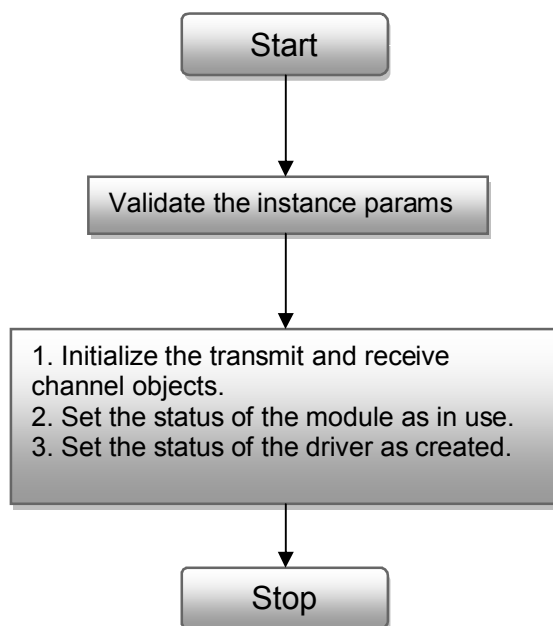 Start
Validate the instance params
1. Initialize the transmit and receive
channel objects.
2. Set the status of the module as in use.
3. Set the status of the driver as created.
Stop